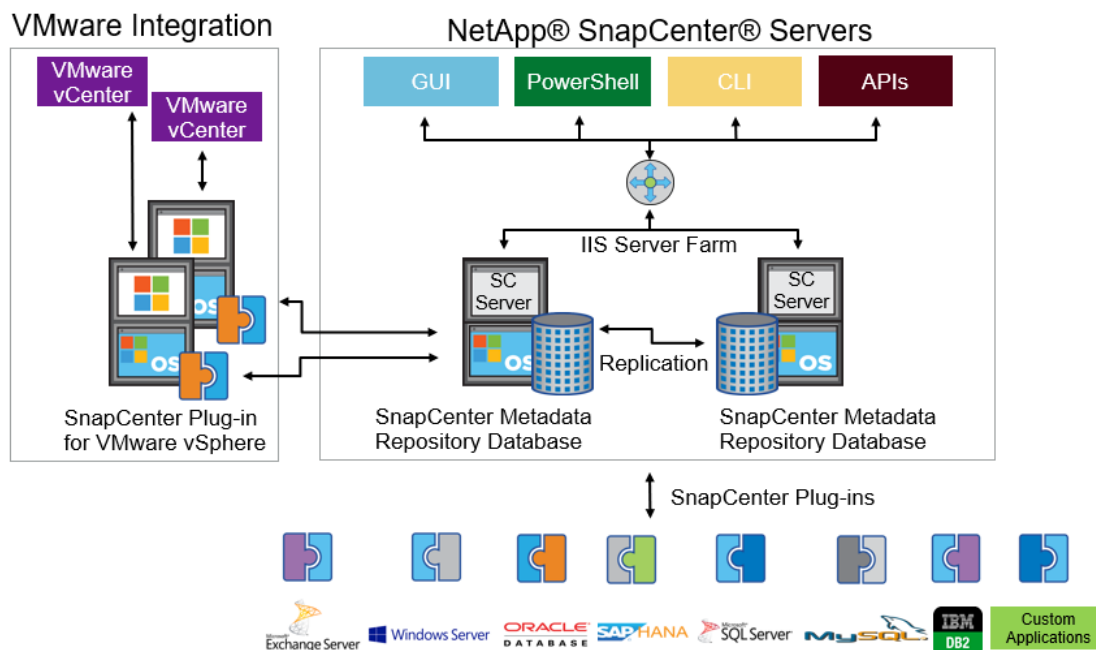 VMware Integration
NetApp® SnapCenter® Servers
VMware
vCenter
VMware
vCenter
GUI
PowerShell
CLI
APIs
IIS Server Farm
SC
Server
SC
Server
OS
OS
OS
OS
Replication
SnapCenter Plug-in
for VMware vSphere
SnapCenter Metadata
Repository Database
SnapCenter Metadata
Repository Database
SnapCenter Plug-ins
Microsoft
Exchange Server
Windows Server
ORACLE
DATABASE
SAP HANA
Microsoft
SQL Server
MySQL
IBM
DB2
Custom
Applications